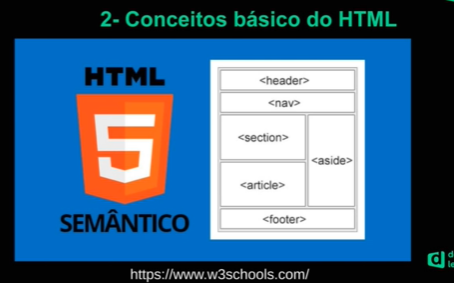 2- Conceitos básico do HTML
HTML
5
SEMÂNTICO
<header>
<nav>
<section>
<aside>
<article>
<footer>
https://www.w3schools.com/